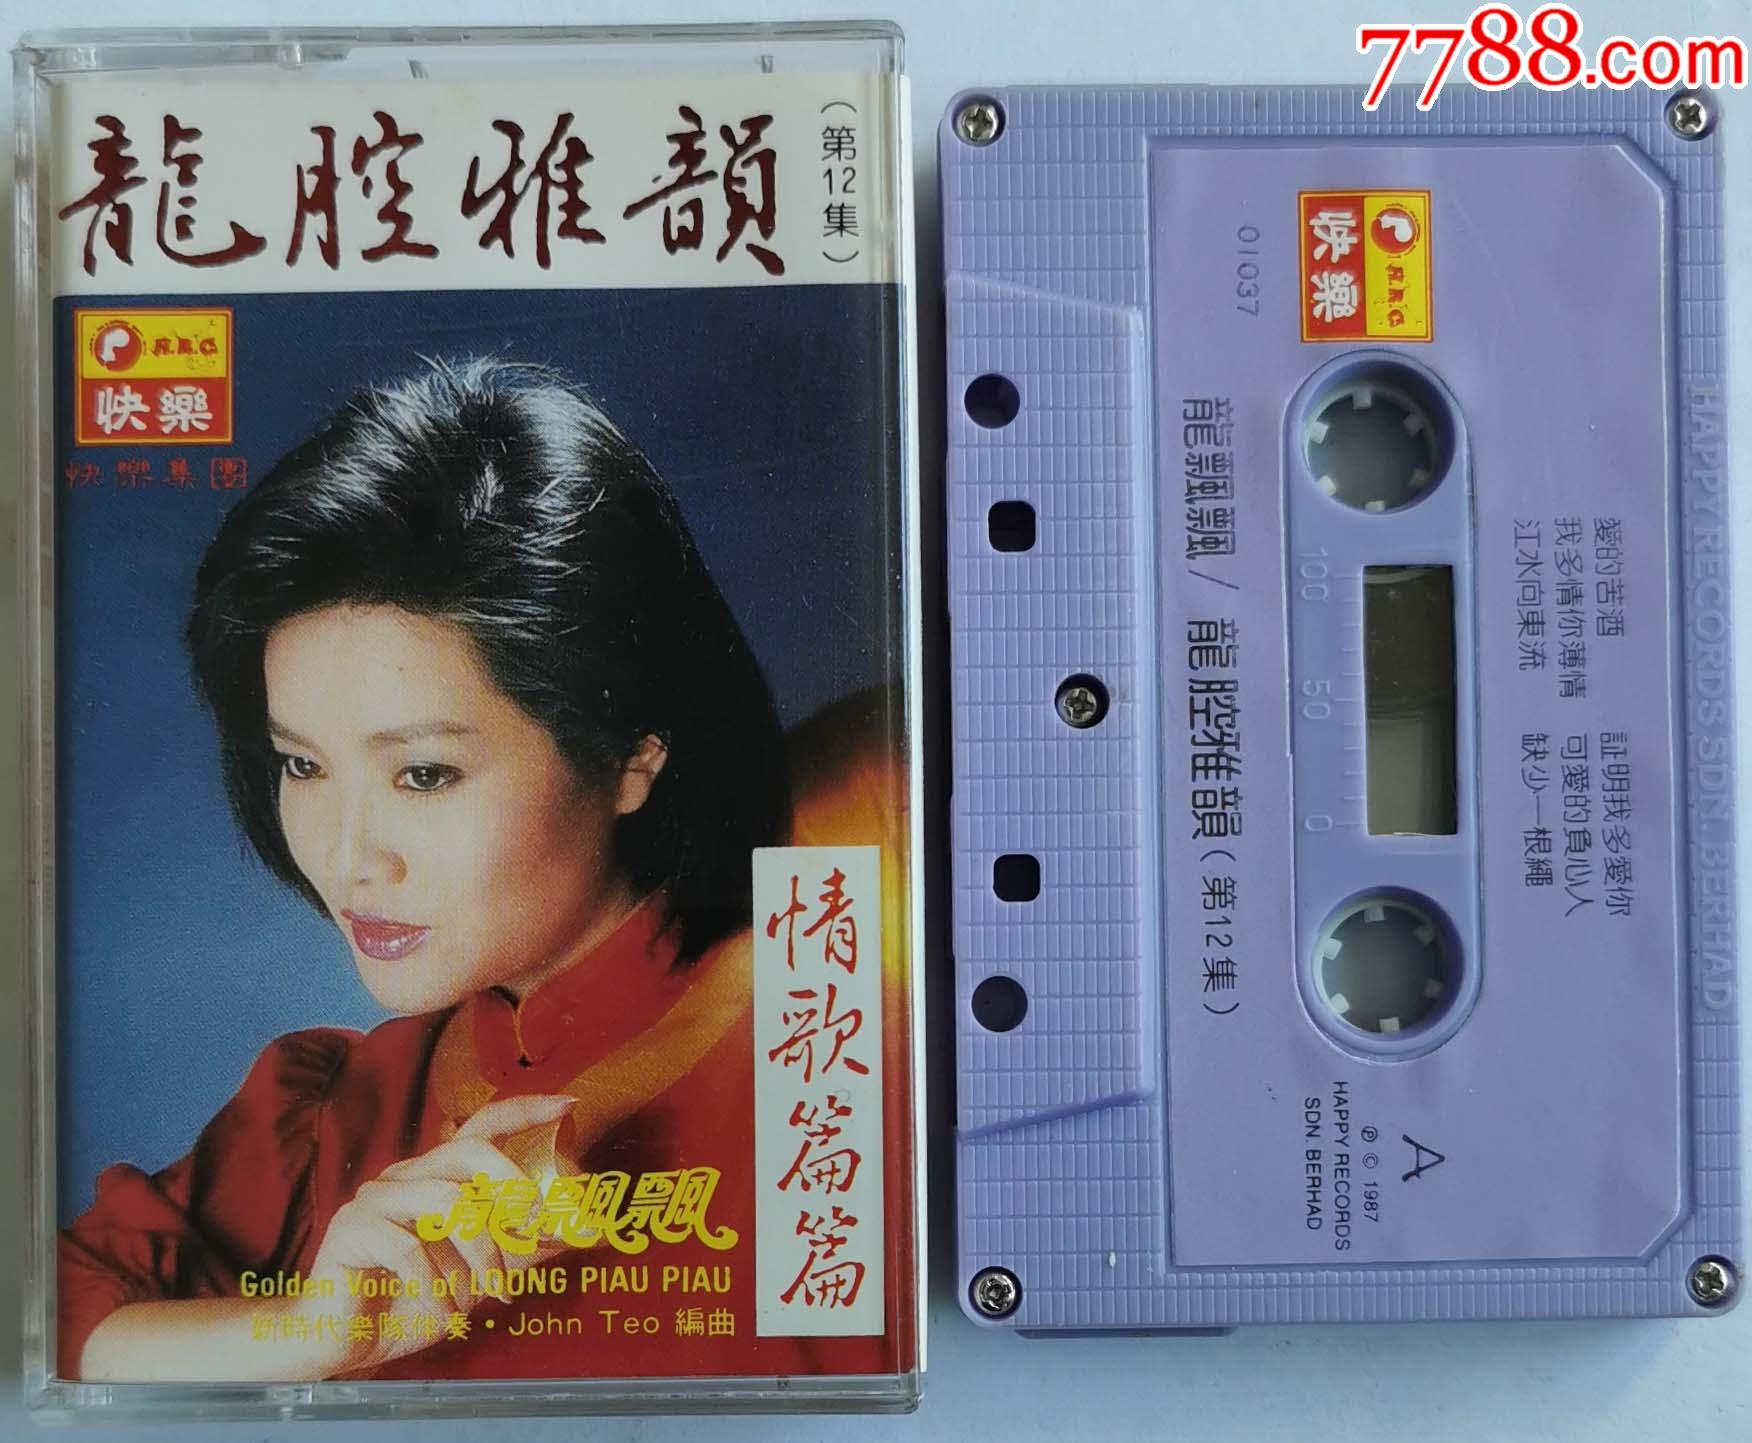 7788.com
龍腔雅韻
(第12集)
H.R.C
快樂
快樂集團
情歌篇篇
龍飄飄
Golden Voice of LOONG PIAU PIAU
新時代樂隊伴奏・John Teo 編曲
H.R.C
快樂
01037
龍飄飄/ 龍腔雅韻(第12集)
100 50 0
愛的苦酒 証明我多愛你
我多情你薄情 可愛的負心人
江水向東流 缺少一根繩
A
℗ © 1987
HAPPY RECORDS
SDN. BERHAD
HAPPY RECORDS SDN. BERHAD